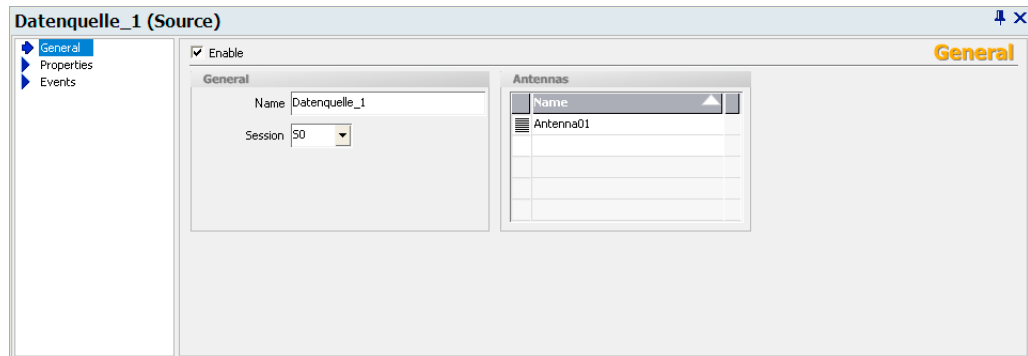 Datenquelle_1 (Source)
General
Properties
Events
Enable
General
General
Name Datenquelle_1
Session S0
Antennas
Name
Antenna01